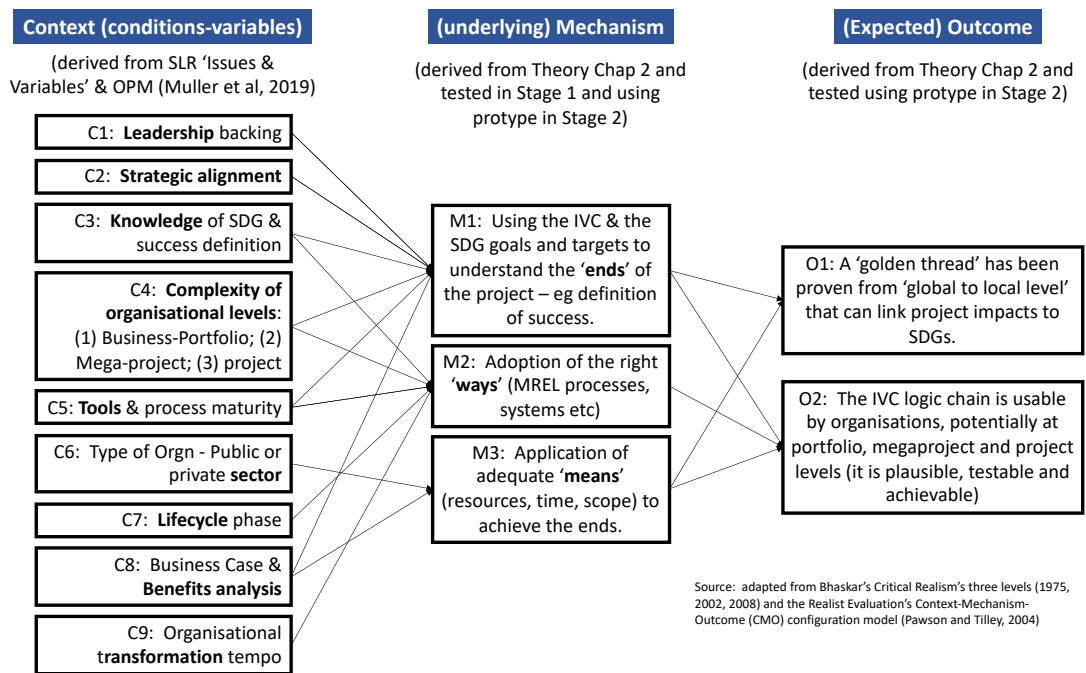 Context (conditions-variables)
(derived from SLR 'Issues &
Variables' & OPM (Muller et al, 2019)
C1: Leadership backing
C2: Strategic alignment
C3: Knowledge of SDG &
success definition
C4: Complexity of
organisational levels:
(1) Business-Portfolio; (2)
Mega-project; (3) project
C5: Tools & process maturity
C6: Type of Orgn - Public or
private sector
C7: Lifecycle phase
C8: Business Case &
Benefits analysis
C9: Organisational
transformation tempo
(underlying) Mechanism
(derived from Theory Chap 2 and
tested in Stage 1 and using
protype in Stage 2)
M1: Using the IVC & the
SDG goals and targets to
understand the 'ends' of
the project – eg definition
of success.
M2: Adoption of the right
'ways' (MREL processes,
systems etc)
M3: Application of
adequate 'means'
(resources, time, scope) to
achieve the ends.
(Expected) Outcome
(derived from Theory Chap 2 and
tested using protype in Stage 2)
O1: A 'golden thread' has been
proven from 'global to local level'
that can link project impacts to
SDGs.
O2: The IVC logic chain is usable
by organisations, potentially at
portfolio, megaproject and project
levels (it is plausible, testable and
achievable)
Source: adapted from Bhaskar's Critical Realism's three levels (1975,
2002, 2008) and the Realist Evaluation's Context-Mechanism-
Outcome (CMO) configuration model (Pawson and Tilley, 2004)